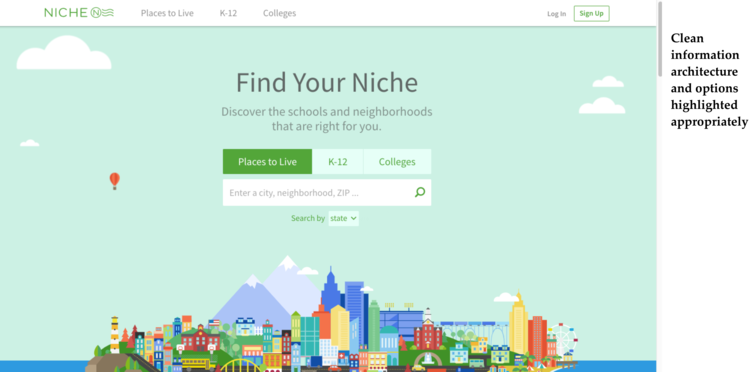 NICHE
Places to Live
K-12
Colleges
Log In
Sign Up
Find Your Niche
Discover the schools and neighborhoods
that are right for you.
Places to Live
K-12
Colleges
Enter a city, neighborhood, ZIP ...
Search by state
Clean
information
architecture
and options
highlighted
appropriately